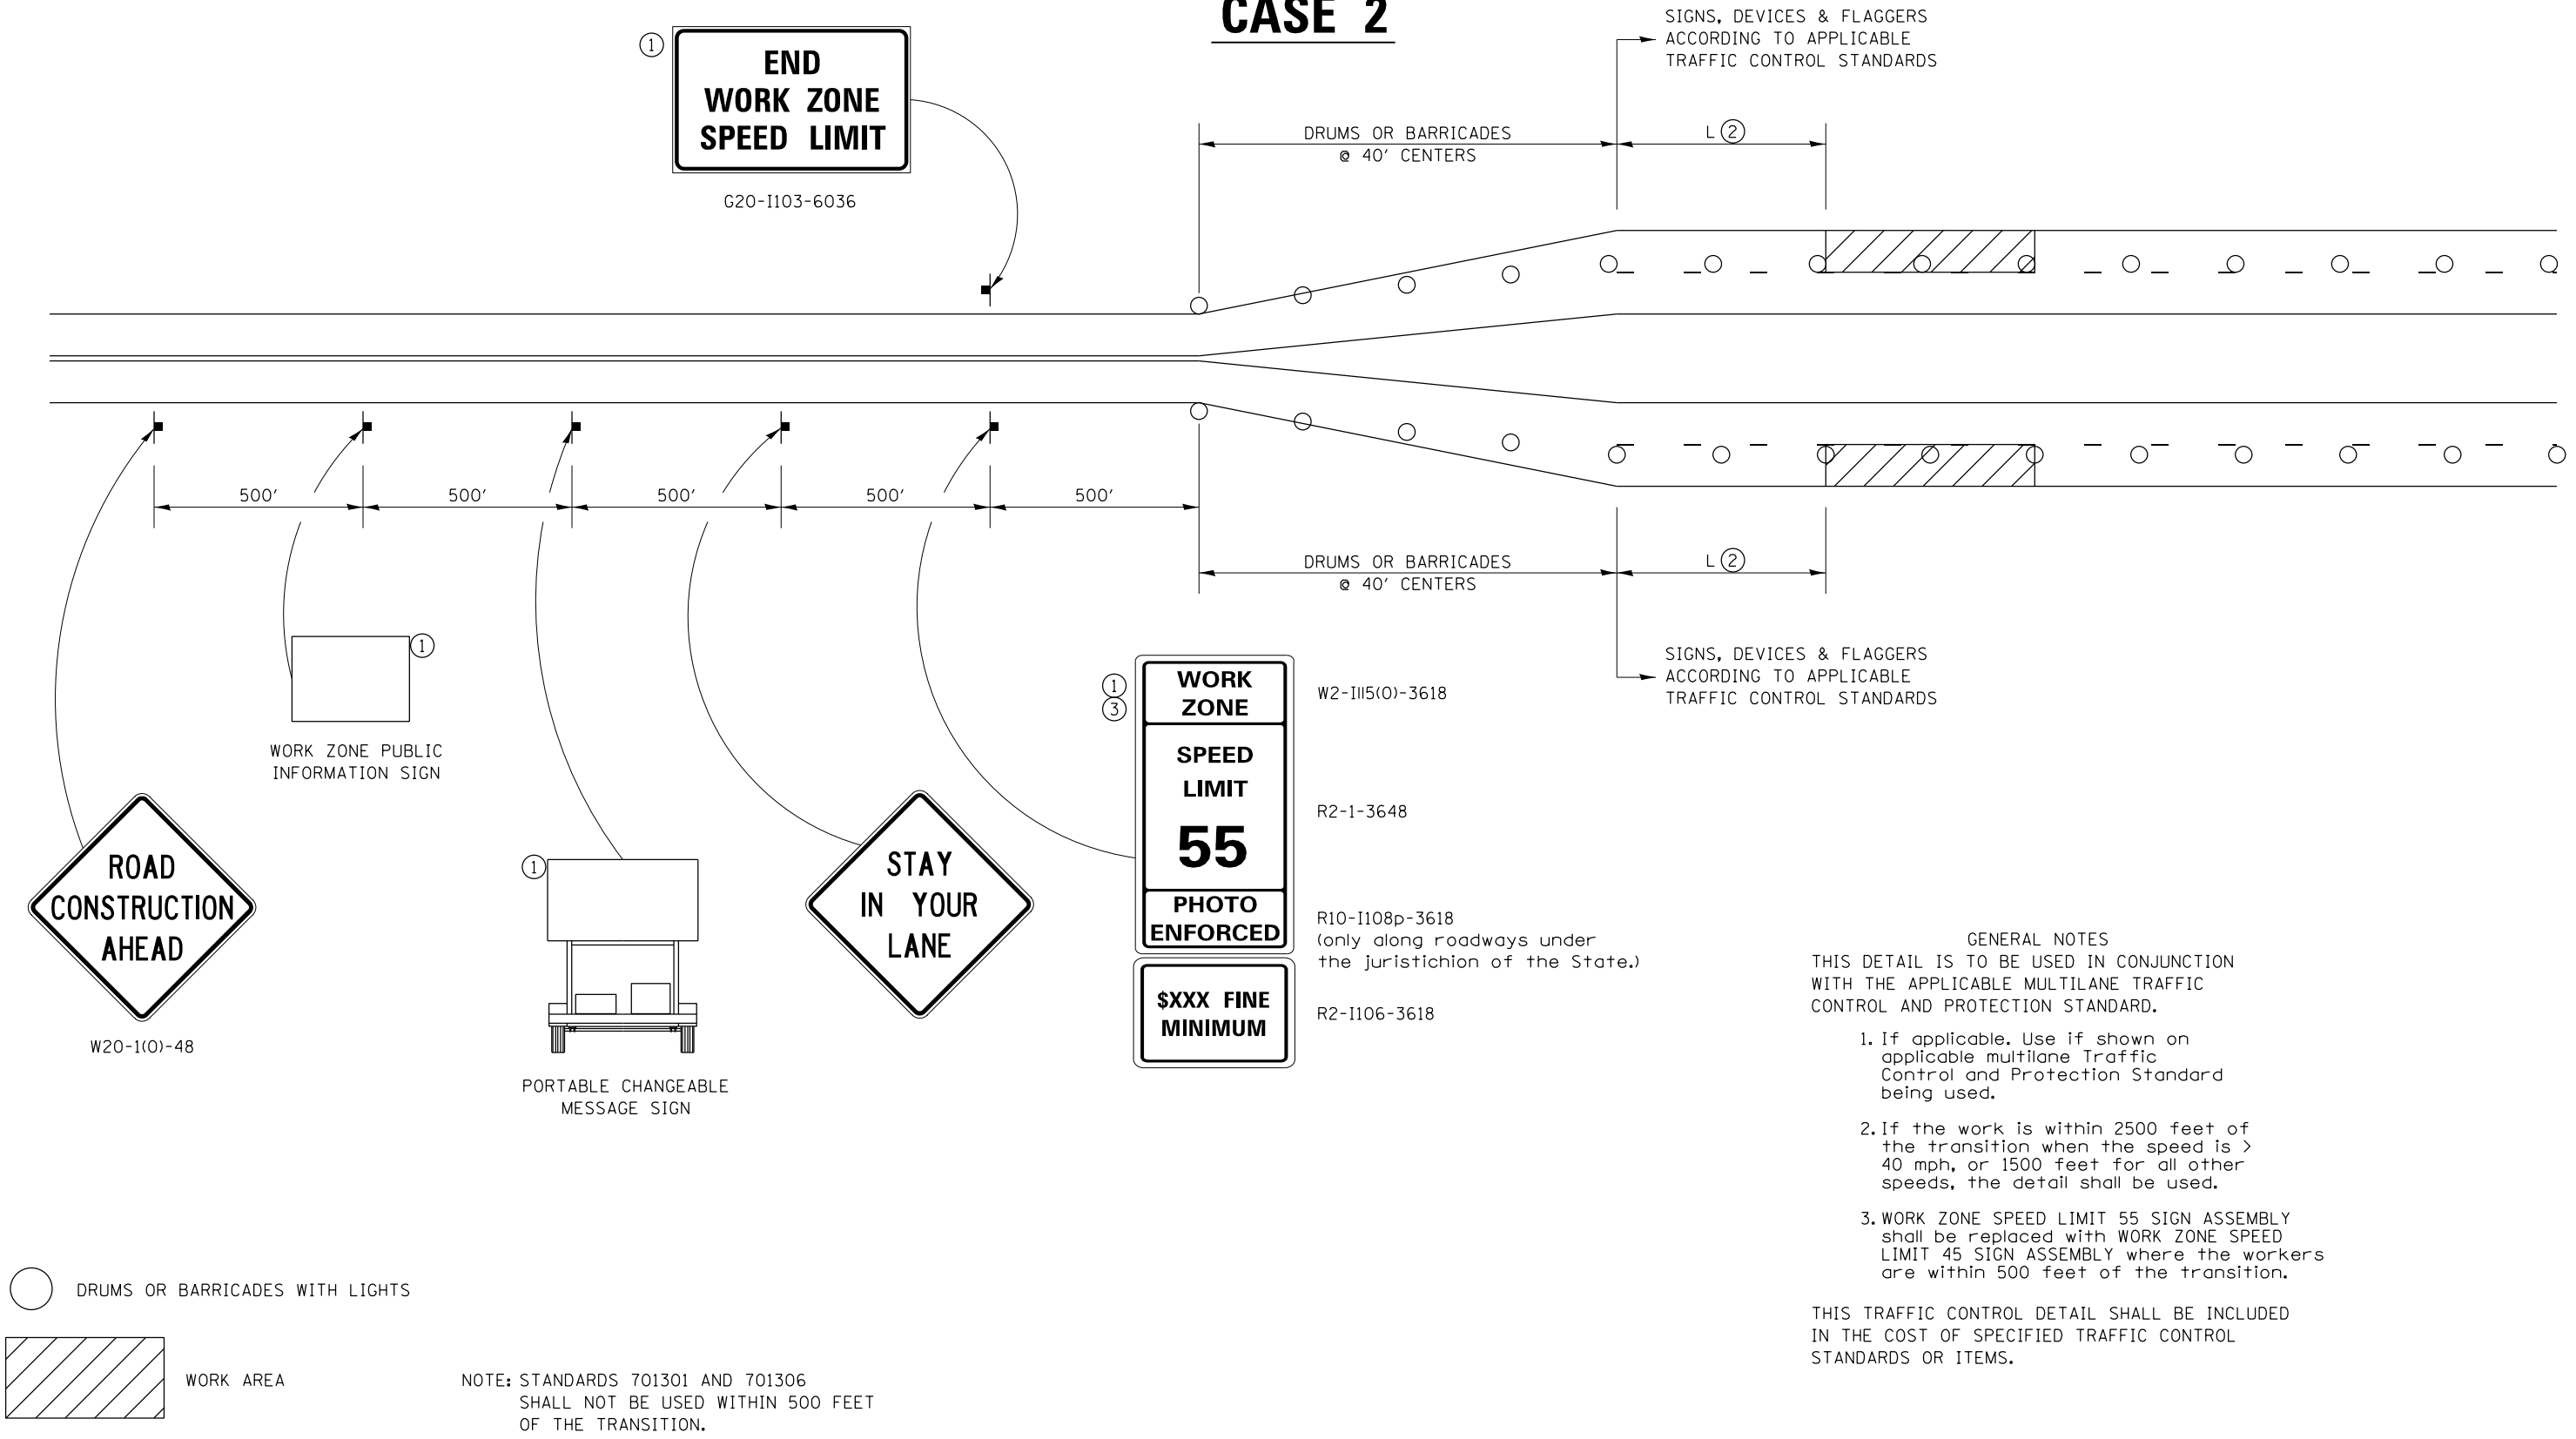 CASE 2
SIGNS, DEVICES & FLAGGERS
ACCORDING TO APPLICABLE
TRAFFIC CONTROL STANDARDS
1
END
WORK ZONE
SPEED LIMIT
G20-I103-6036
DRUMS OR BARRICADES
@ 40' CENTERS
L 2
500'
500'
500'
500'
500'
DRUMS OR BARRICADES
@ 40' CENTERS
L 2
SIGNS, DEVICES & FLAGGERS
ACCORDING TO APPLICABLE
TRAFFIC CONTROL STANDARDS
1
WORK ZONE PUBLIC
INFORMATION SIGN
ROAD
CONSTRUCTION
AHEAD
W20-1(O)-48
1
PORTABLE CHANGEABLE
MESSAGE SIGN
STAY
IN YOUR
LANE
1
3
WORK
ZONE
W2-I115(O)-3618
SPEED
LIMIT
55
R2-1-3648
PHOTO
ENFORCED
R10-I108p-3618
(only along roadways under
the juristichion of the State.)
$XXX FINE
MINIMUM
R2-I106-3618
GENERAL NOTES
THIS DETAIL IS TO BE USED IN CONJUNCTION
WITH THE APPLICABLE MULTILANE TRAFFIC
CONTROL AND PROTECTION STANDARD.
1. If applicable. Use if shown on
applicable multilane Traffic
Control and Protection Standard
being used.
2. If the work is within 2500 feet of
the transition when the speed is >
40 mph, or 1500 feet for all other
speeds, the detail shall be used.
3. WORK ZONE SPEED LIMIT 55 SIGN ASSEMBLY
shall be replaced with WORK ZONE SPEED
LIMIT 45 SIGN ASSEMBLY where the workers
are within 500 feet of the transition.
THIS TRAFFIC CONTROL DETAIL SHALL BE INCLUDED
IN THE COST OF SPECIFIED TRAFFIC CONTROL
STANDARDS OR ITEMS.
DRUMS OR BARRICADES WITH LIGHTS
WORK AREA
NOTE: STANDARDS 701301 AND 701306
SHALL NOT BE USED WITHIN 500 FEET
OF THE TRANSITION.